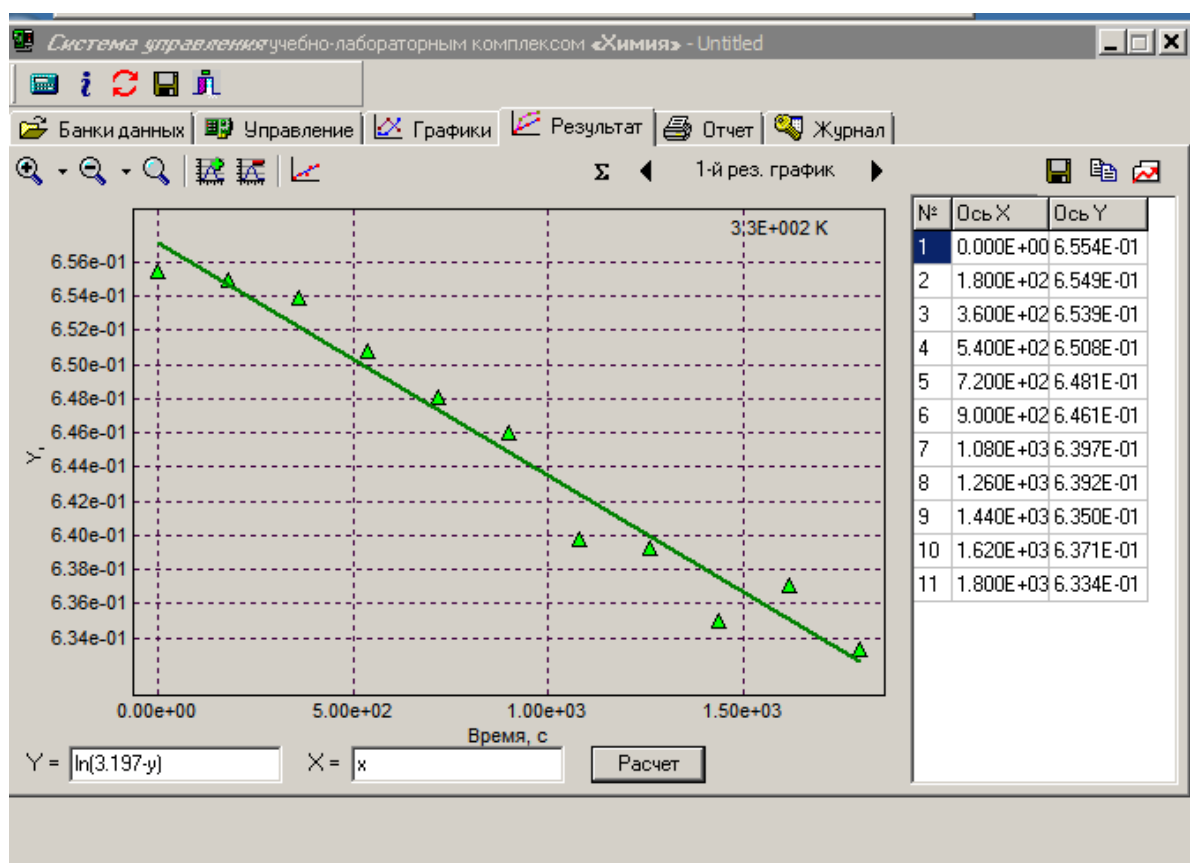 Система управления учебно-лабораторным комплексом «Химия» - Untitled
Банки данных Управление Графики Результат Отчет Журнал
Σ 1-й рез. график
3.3E+002 K
6.56e-01
6.54e-01
6.52e-01
6.50e-01
6.48e-01
6.46e-01
6.44e-01
6.42e-01
6.40e-01
6.38e-01
6.36e-01
6.34e-01
Y,
0.00e+00 5.00e+02 1.00e+03 1.50e+03
Время, с
Y = ln(3.197-y) X = x Расчет
№ Ось X Ось Y
1 0.000E+00 6.554E-01
2 1.800E+02 6.549E-01
3 3.600E+02 6.539E-01
4 5.400E+02 6.508E-01
5 7.200E+02 6.481E-01
6 9.000E+02 6.461E-01
7 1.080E+03 6.397E-01
8 1.260E+03 6.392E-01
9 1.440E+03 6.350E-01
10 1.620E+03 6.371E-01
11 1.800E+03 6.334E-01